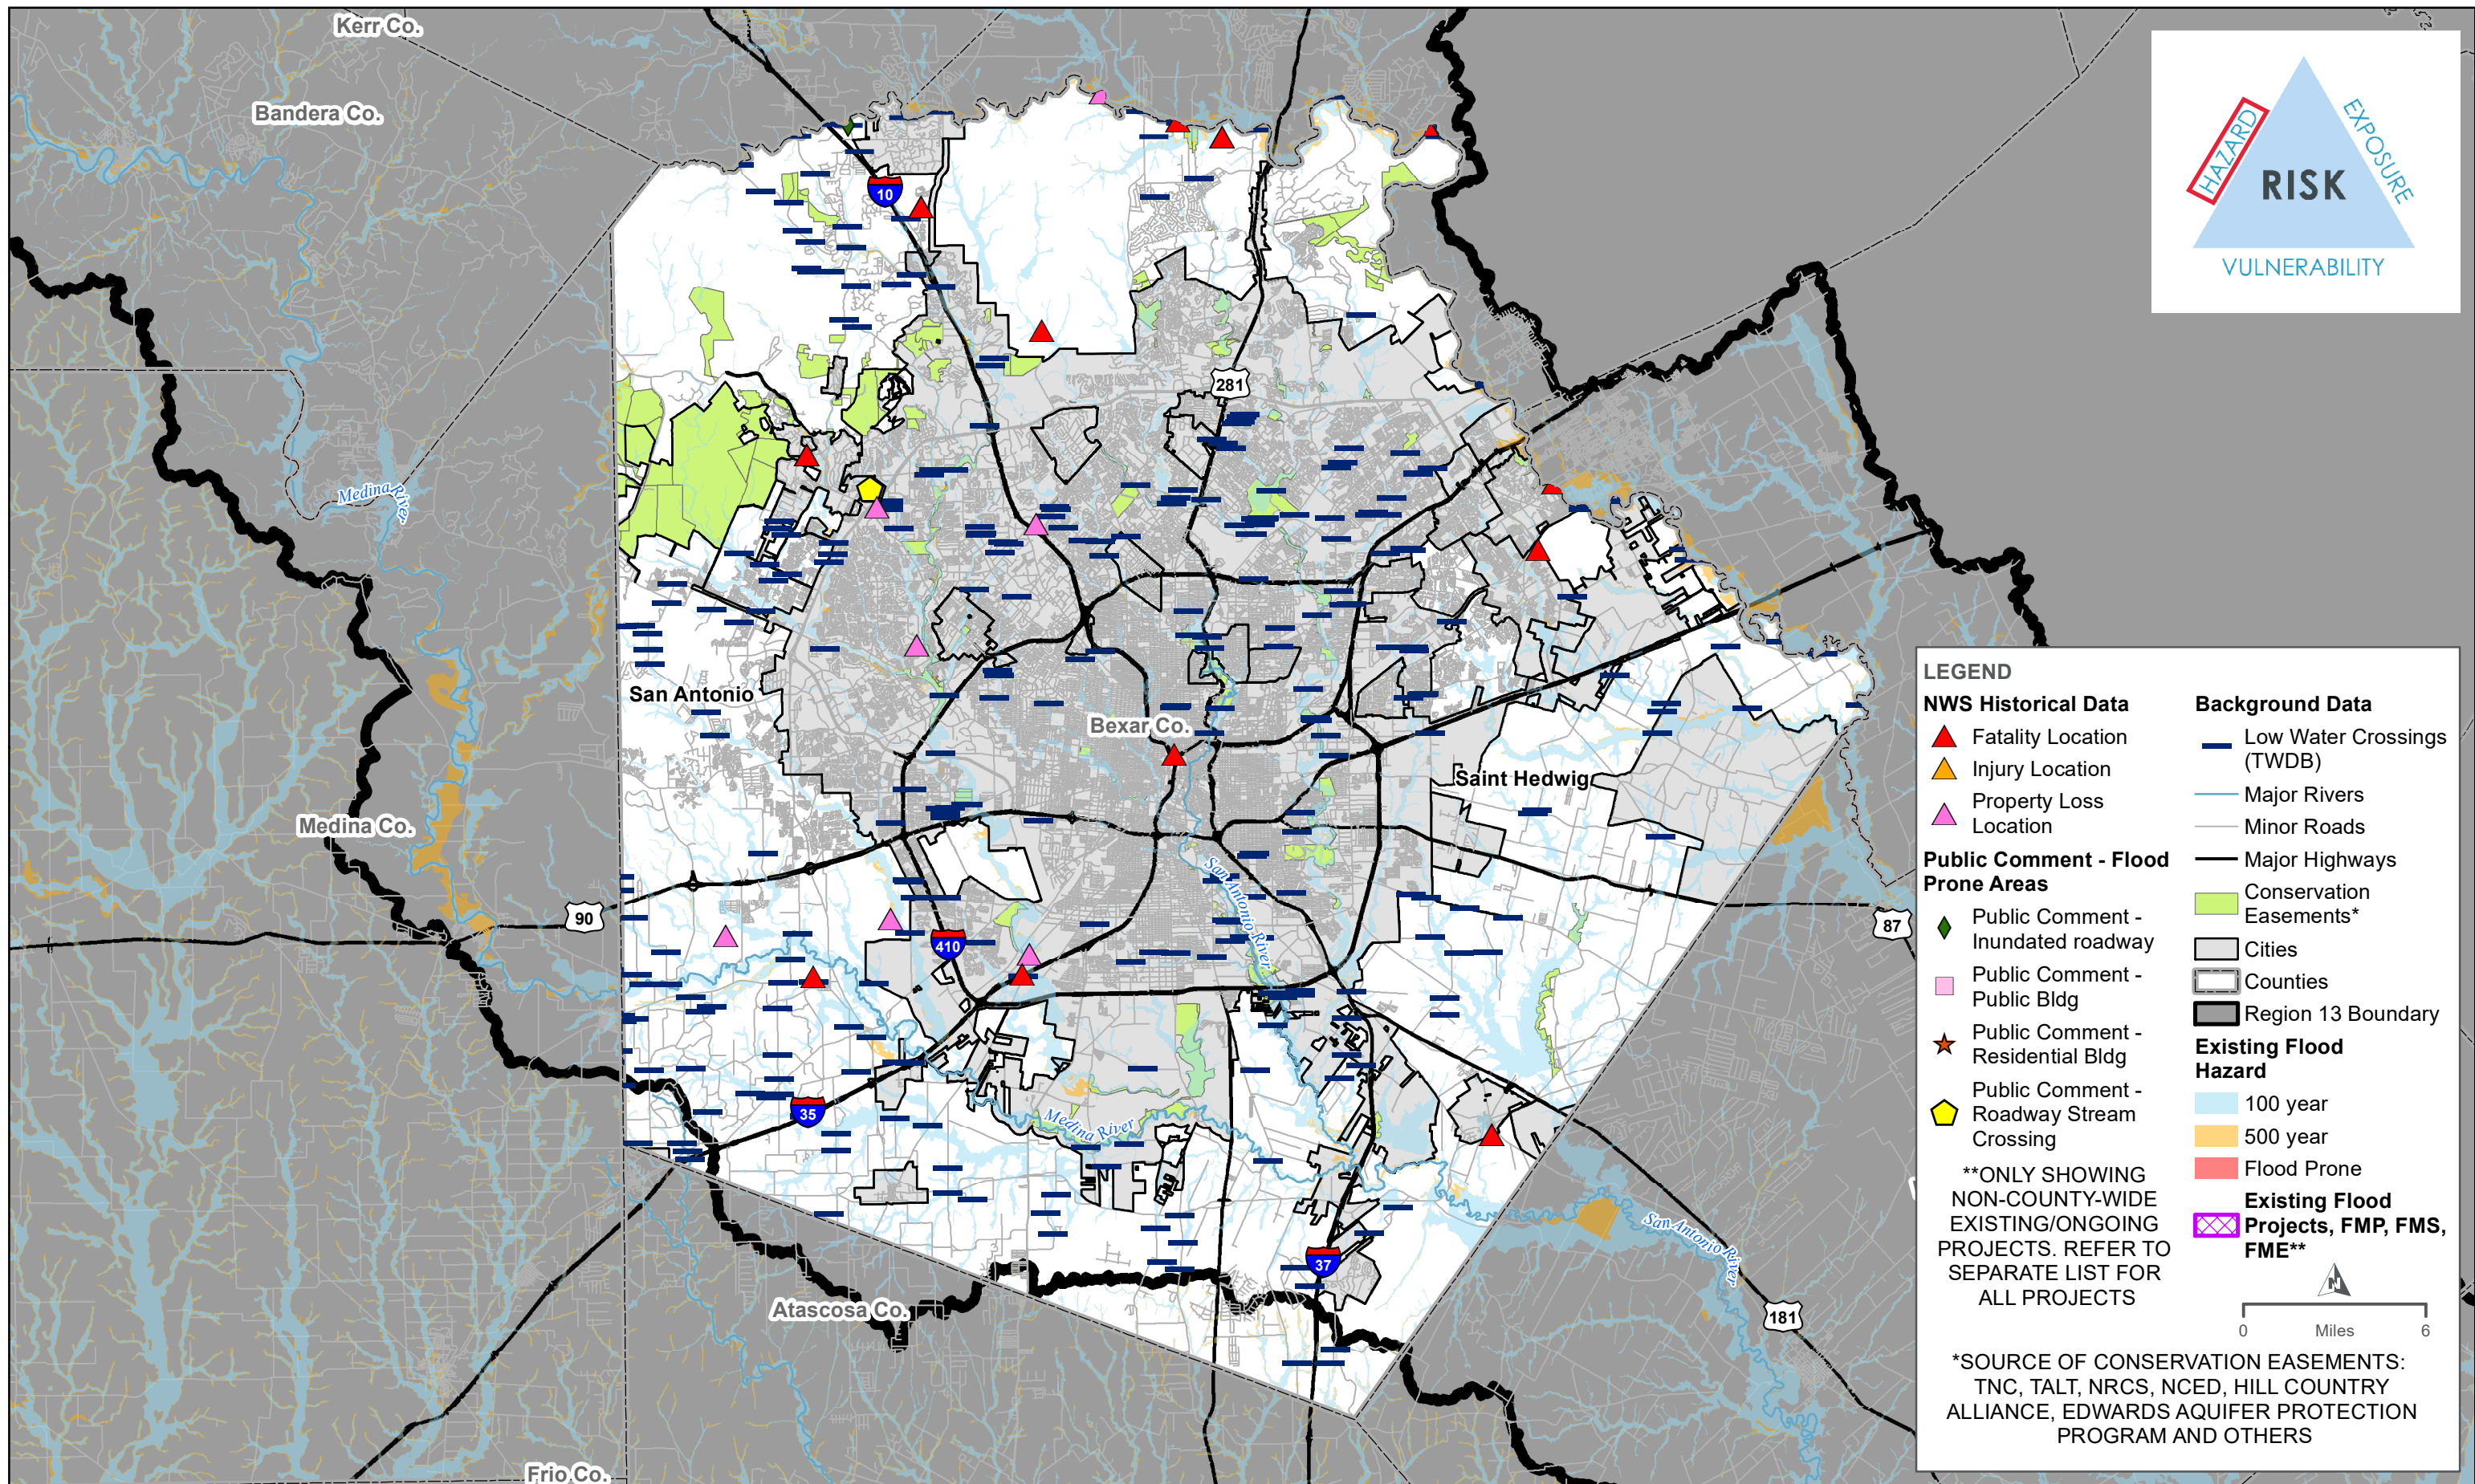 Kerr Co.
Bandera Co.
HAZARD
EXPOSURE
RISK
VULNERABILITY
10
281
Medina River
San Antonio
Bexar Co.
Saint Hedwig
Medina Co.
San Antonio River
90
410
87
35
Medina River
37
San Antonio River
181
Atascosa Co.
Frio Co.
LEGEND
NWS Historical Data
Fatality Location
Injury Location
Property Loss
Location
Public Comment - Flood
Prone Areas
Public Comment -
Inundated roadway
Public Comment -
Public Bldg
Public Comment -
Residential Bldg
Public Comment -
Roadway Stream
Crossing
**ONLY SHOWING
NON-COUNTY-WIDE
EXISTING/ONGOING
PROJECTS. REFER TO
SEPARATE LIST FOR
ALL PROJECTS
Background Data
Low Water Crossings
(TWDB)
Major Rivers
Minor Roads
Major Highways
Conservation
Easements*
Cities
Counties
Region 13 Boundary
Existing Flood
Hazard
100 year
500 year
Flood Prone
Existing Flood
Projects, FMP, FMS,
FME**
N
0 Miles 6
*SOURCE OF CONSERVATION EASEMENTS:
TNC, TALT, NRCS, NCED, HILL COUNTRY
ALLIANCE, EDWARDS AQUIFER PROTECTION
PROGRAM AND OTHERS